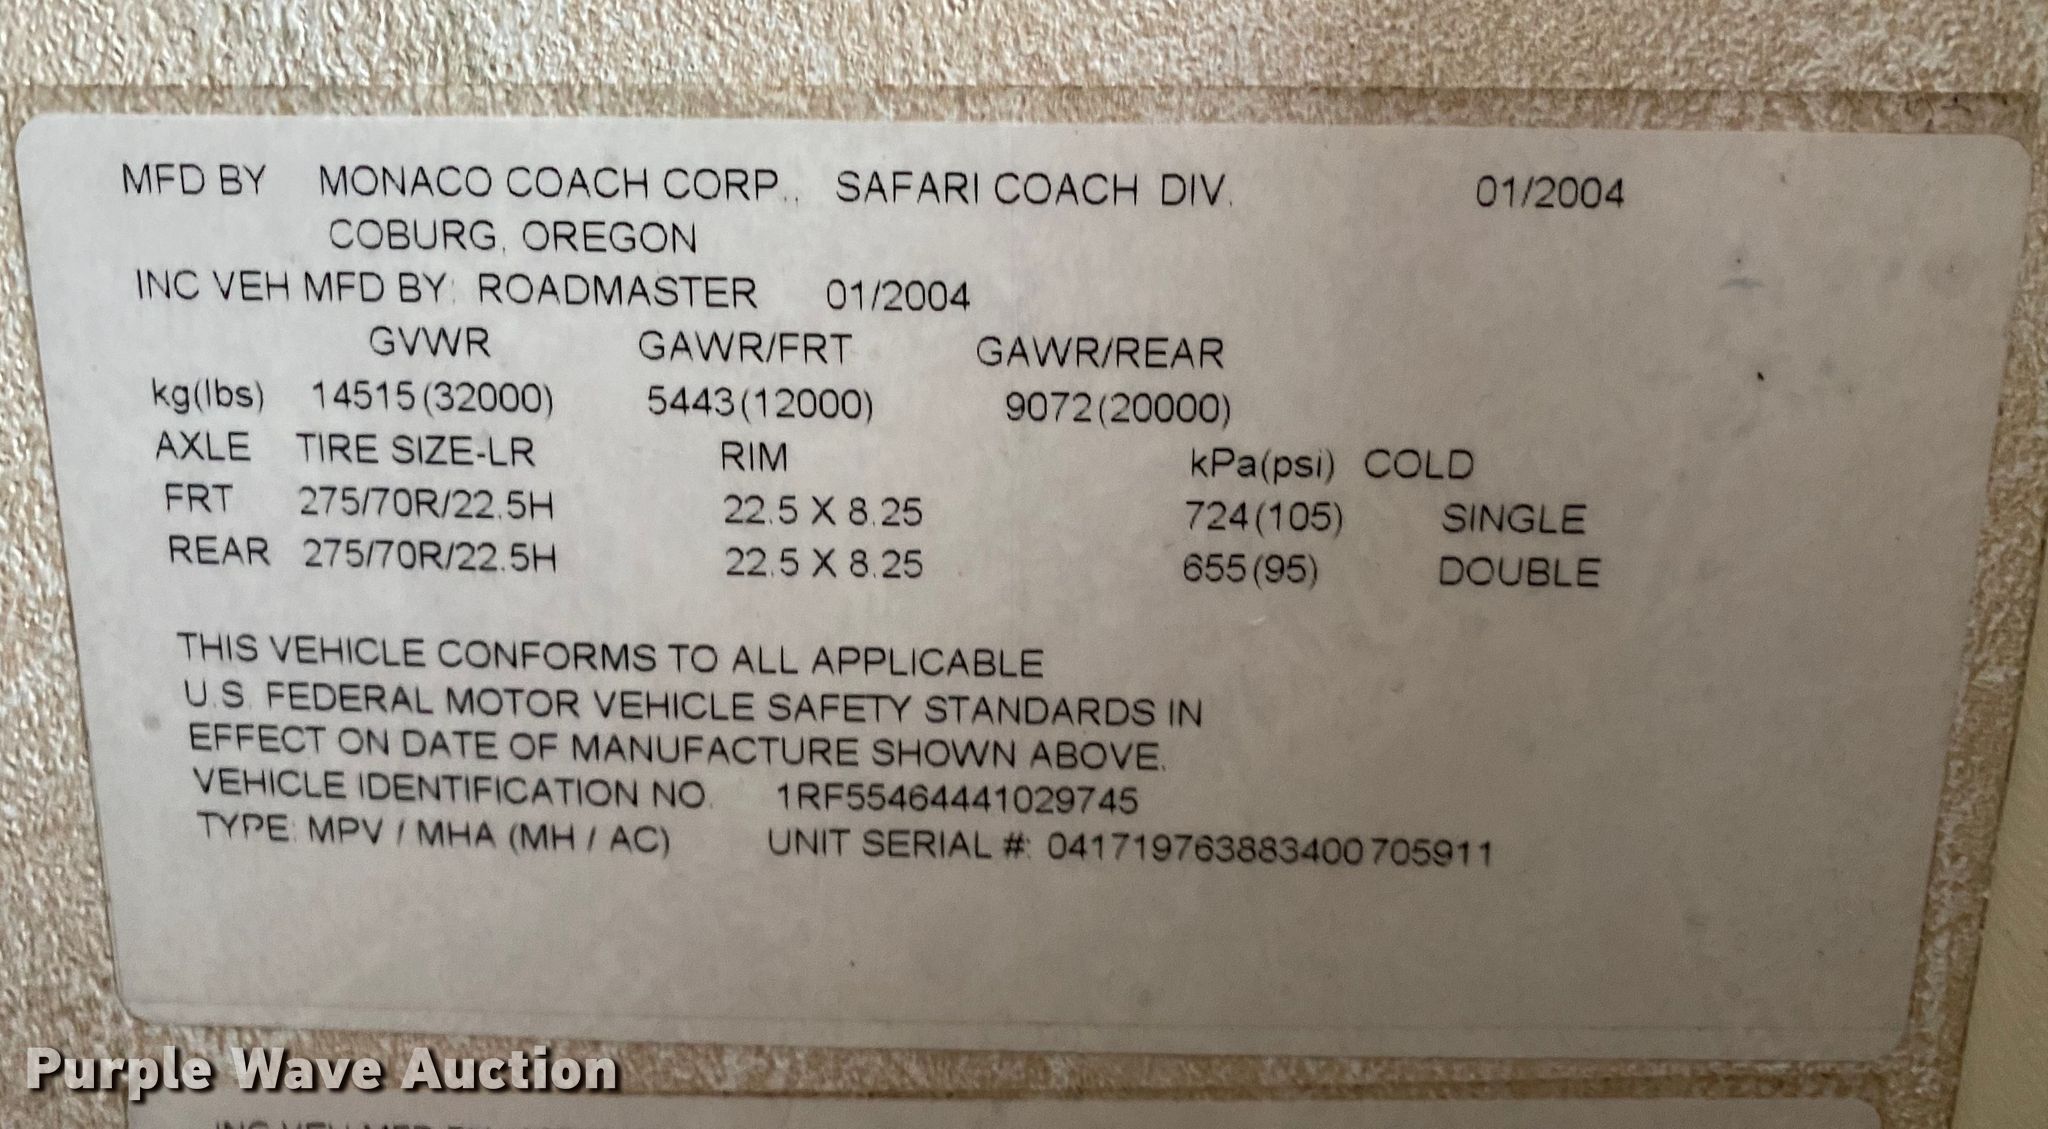 MFD BY MONACO COACH CORP., SAFARI COACH DIV. 01/2004
COBURG, OREGON
INC VEH MFD BY: ROADMASTER 01/2004
GVWR GAWR/FRT GAWR/REAR
kg(lbs) 14515(32000) 5443(12000) 9072(20000)
AXLE TIRE SIZE-LR RIM kPa(psi) COLD
FRT 275/70R/22.5H 22.5 X 8.25 724(105) SINGLE
REAR 275/70R/22.5H 22.5 X 8.25 655(95) DOUBLE
THIS VEHICLE CONFORMS TO ALL APPLICABLE
U.S. FEDERAL MOTOR VEHICLE SAFETY STANDARDS IN
EFFECT ON DATE OF MANUFACTURE SHOWN ABOVE.
VEHICLE IDENTIFICATION NO. 1RF55464441029745
TYPE: MPV / MHA (MH / AC) UNIT SERIAL #: 041719763883400705911
Purple Wave Auction
INC VEH MFD BY: